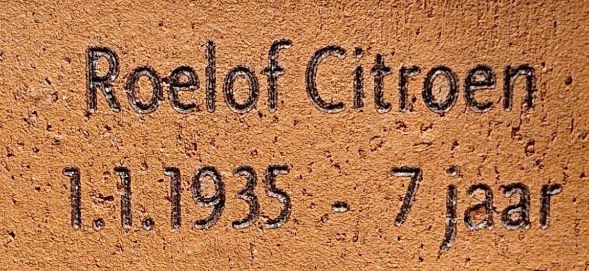 Roelof Citroen
1.1.1935 - 7 jaar